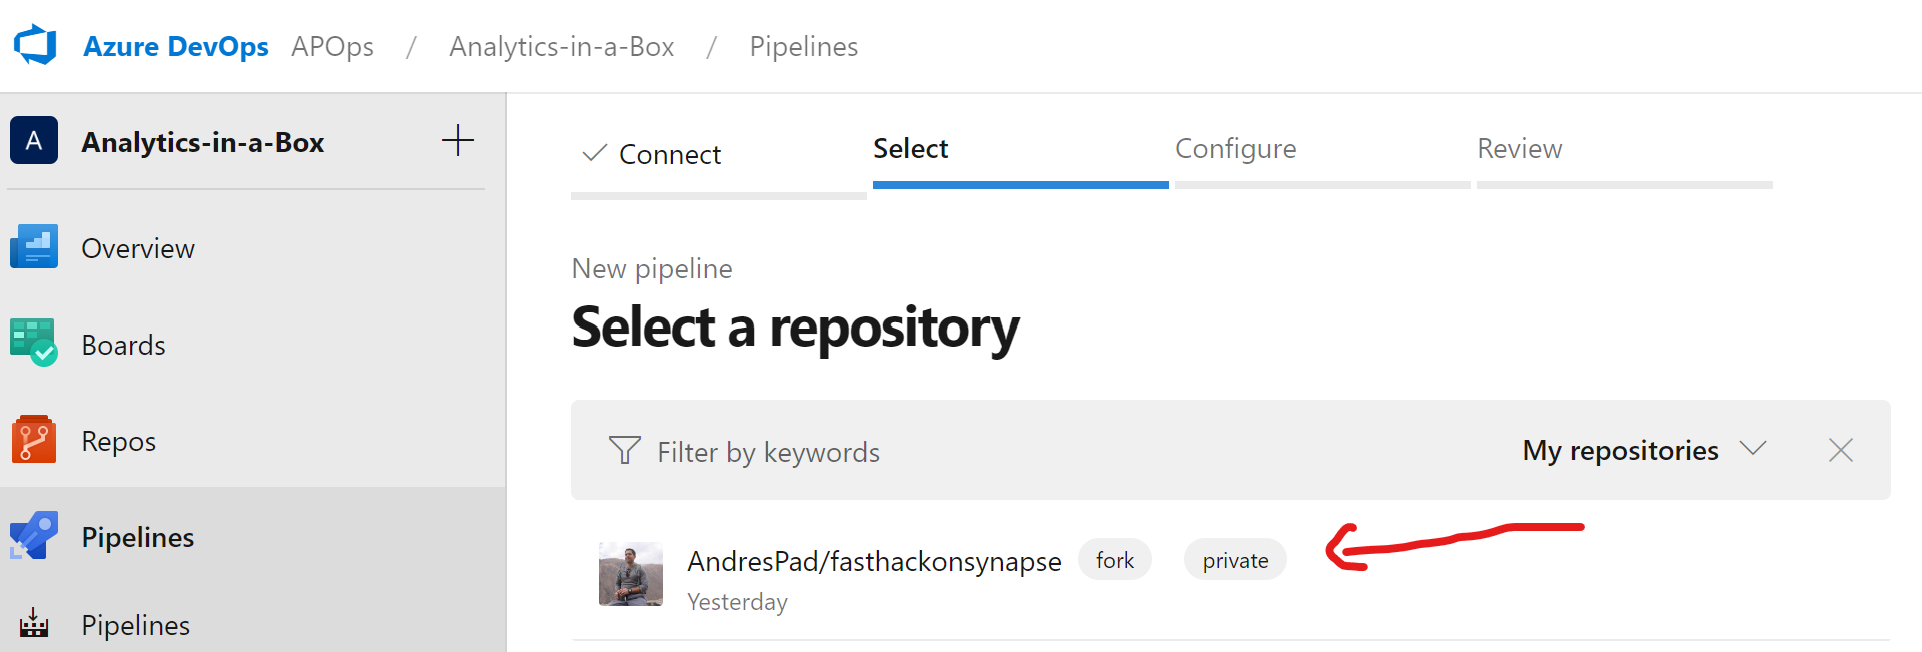 Azure DevOps APOps / Analytics-in-a-Box / Pipelines
A Analytics-in-a-Box
Overview
Boards
Repos
Pipelines
Pipelines
Connect Select Configure Review
New pipeline
Select a repository
Filter by keywords My repositories
AndresPad/fasthackonsynapse fork private
Yesterday